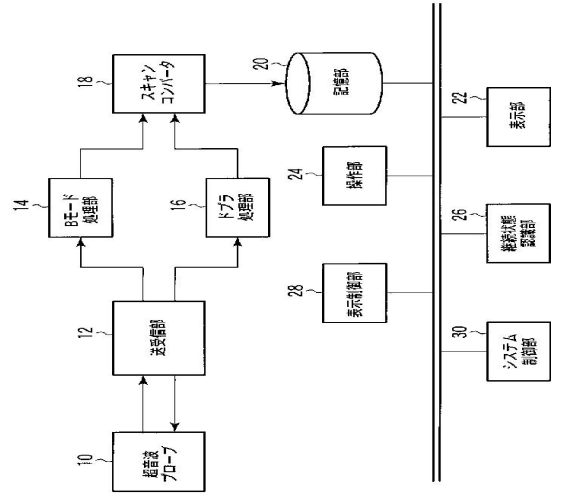 10
超音波
プローブ
12
送受信部
14
Bモード
処理部
16
ドプラ
処理部
18
スキャン
コンバータ
20
記憶部
28
表示制御部
24
操作部
30
システム
制御部
26
継続状態
認識部
22
表示部